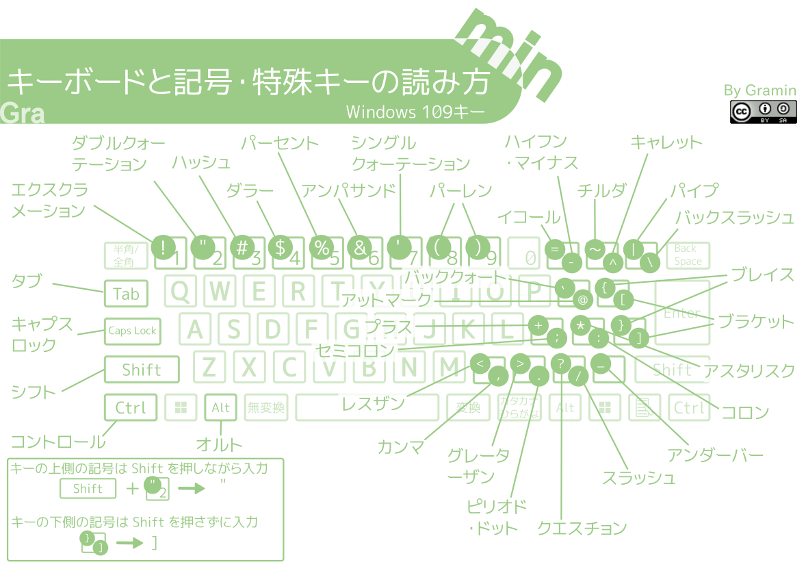 キーボードと記号・特殊キーの読み方
Gramin
Windows 109キー
By Gramin
cc BY SA
ダブルクォー
テーション
ハッシュ
パーセント
シングル
クォーテーション
ハイフン
・マイナス
キャレット
エクスクラ
メーション
ダラー
アンパサンド
パーレン
チルダ
パイプ
イコール
バックスラッシュ
半角/
全角
! 1
" 2
# 3
$ 4
% 5
& 6
' 7
( 8
) 9
0
= -
~ ^
| \
Back
Space
タブ
Tab
Q W E R T Y U I O P
バッククォート
` @
{ [
ブレイス
アットマーク
Enter
キャプス
ロック
Caps Lock
A S D F G H J K L
プラス
+ ;
* :
} ]
ブラケット
セミコロン
シフト
Shift
Z X C V B N M
< ,
> .
? /
_
Shift
アスタリスク
Ctrl
Alt
無変換
レスザン
変換
カタカナ
ひらがな
Alt
Ctrl
コロン
コントロール
オルト
カンマ
グレータ
ーザン
アンダーバー
スラッシュ
ピリオド
・ドット
クエスチョン
キーの上側の記号は Shift を押しながら入力
Shift + " 2 → "
キーの下側の記号は Shift を押さずに入力
} ] → ]